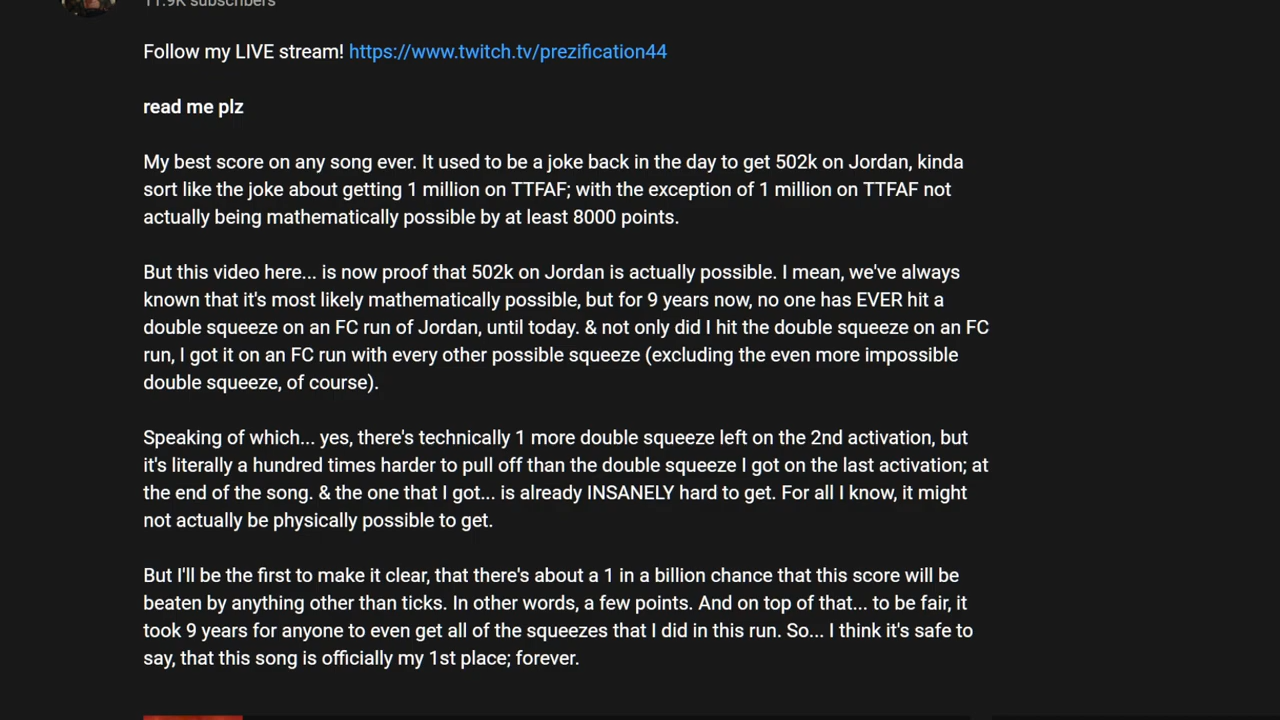 11.9K subscribers
Follow my LIVE stream! https://www.twitch.tv/prezification44
read me plz
My best score on any song ever. It used to be a joke back in the day to get 502k on Jordan, kinda
sort like the joke about getting 1 million on TTFAF; with the exception of 1 million on TTFAF not
actually being mathematically possible by at least 8000 points.
But this video here... is now proof that 502k on Jordan is actually possible. I mean, we've always
known that it's most likely mathematically possible, but for 9 years now, no one has EVER hit a
double squeeze on an FC run of Jordan, until today. & not only did I hit the double squeeze on an FC
run, I got it on an FC run with every other possible squeeze (excluding the even more impossible
double squeeze, of course).
Speaking of which... yes, there's technically 1 more double squeeze left on the 2nd activation, but
it's literally a hundred times harder to pull off than the double squeeze I got on the last activation; at
the end of the song. & the one that I got... is already INSANELY hard to get. For all I know, it might
not actually be physically possible to get.
But I'll be the first to make it clear, that there's about a 1 in a billion chance that this score will be
beaten by anything other than ticks. In other words, a few points. And on top of that... to be fair, it
took 9 years for anyone to even get all of the squeezes that I did in this run. So... I think it's safe to
say, that this song is officially my 1st place; forever.